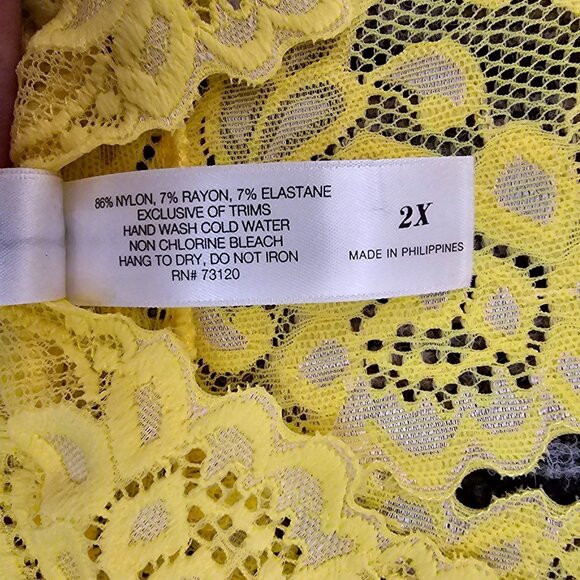 86% NYLON, 7% RAYON, 7% ELASTANE
EXCLUSIVE OF TRIMS
HAND WASH COLD WATER
NON CHLORINE BLEACH
HANG TO DRY, DO NOT IRON
RN# 73120
2X
MADE IN PHILIPPINES